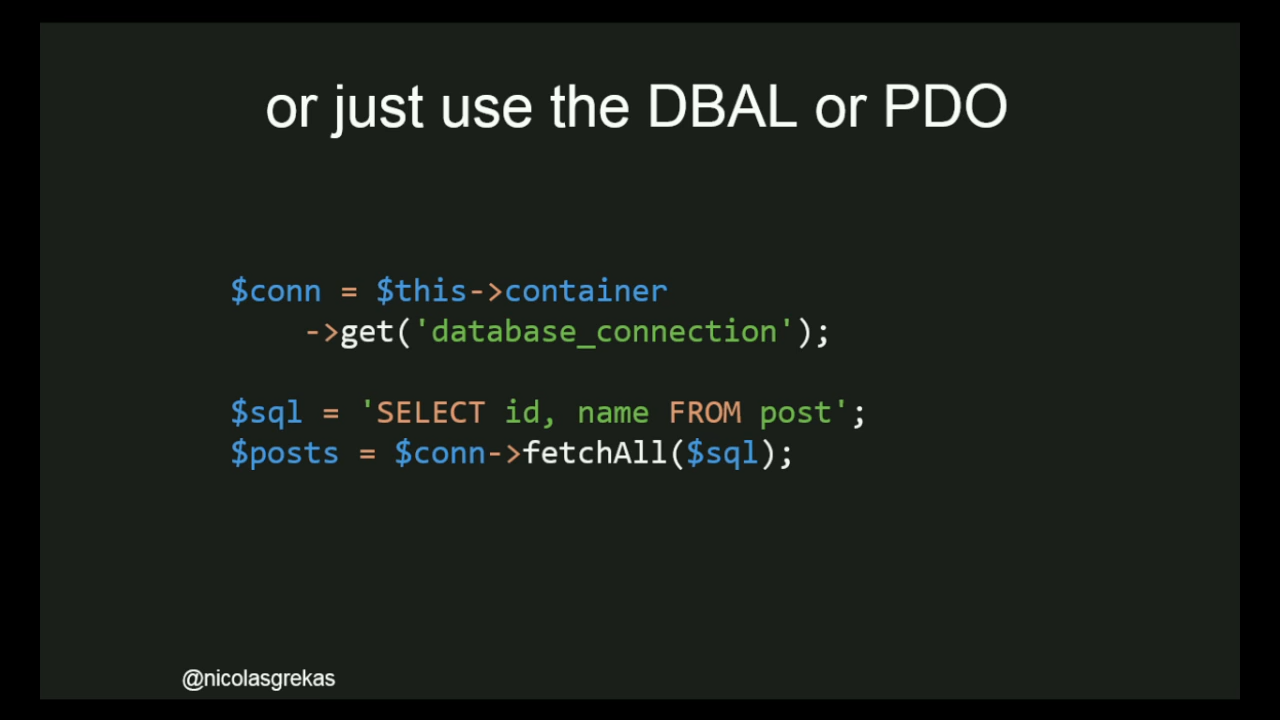 or just use the DBAL or PDO
$conn = $this->container
->get('database_connection');
$sql = 'SELECT id, name FROM post';
$posts = $conn->fetchAll($sql);
@nicolasgrekas